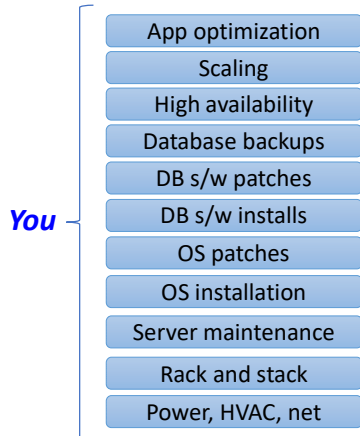 App optimization
Scaling
High availability
Database backups
DB s/w patches
You
DB s/w installs
OS patches
OS installation
Server maintenance
Rack and stack
Power, HVAC, net